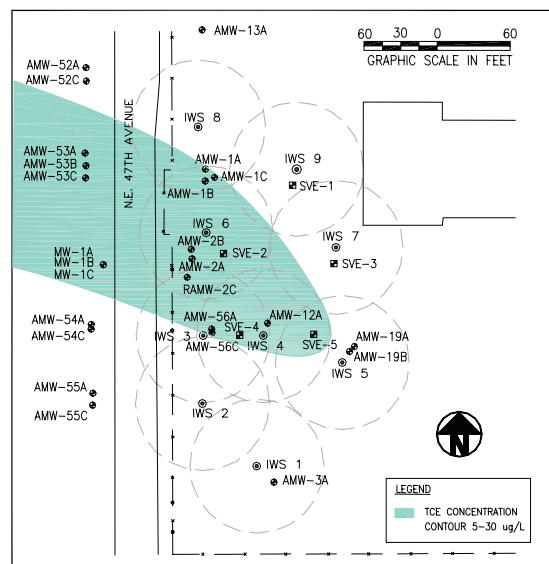 AMW-13A
60 30 0 60
GRAPHIC SCALE IN FEET
AMW-52A
AMW-52C
N.E. 47TH AVENUE
IWS 8
AMW-53A
AMW-53B
AMW-53C
AMW-1A
AMW-1C
AMW-1B
IWS 9
SVE-1
IWS 6
AMW-2B
SVE-2
AMW-2A
RAMW-2C
IWS 7
SVE-3
MW-1A
MW-1B
MW-1C
AMW-54A
AMW-54C
AMW-56A
AMW-12A
SVE-4
IWS 3
IWS 4
SVE-5
AMW-56C
AMW-19A
AMW-19B
IWS 5
AMW-55A
AMW-55C
IWS 2
IWS 1
AMW-3A
N
LEGEND
TCE CONCENTRATION
CONTOUR 5-30 ug/L